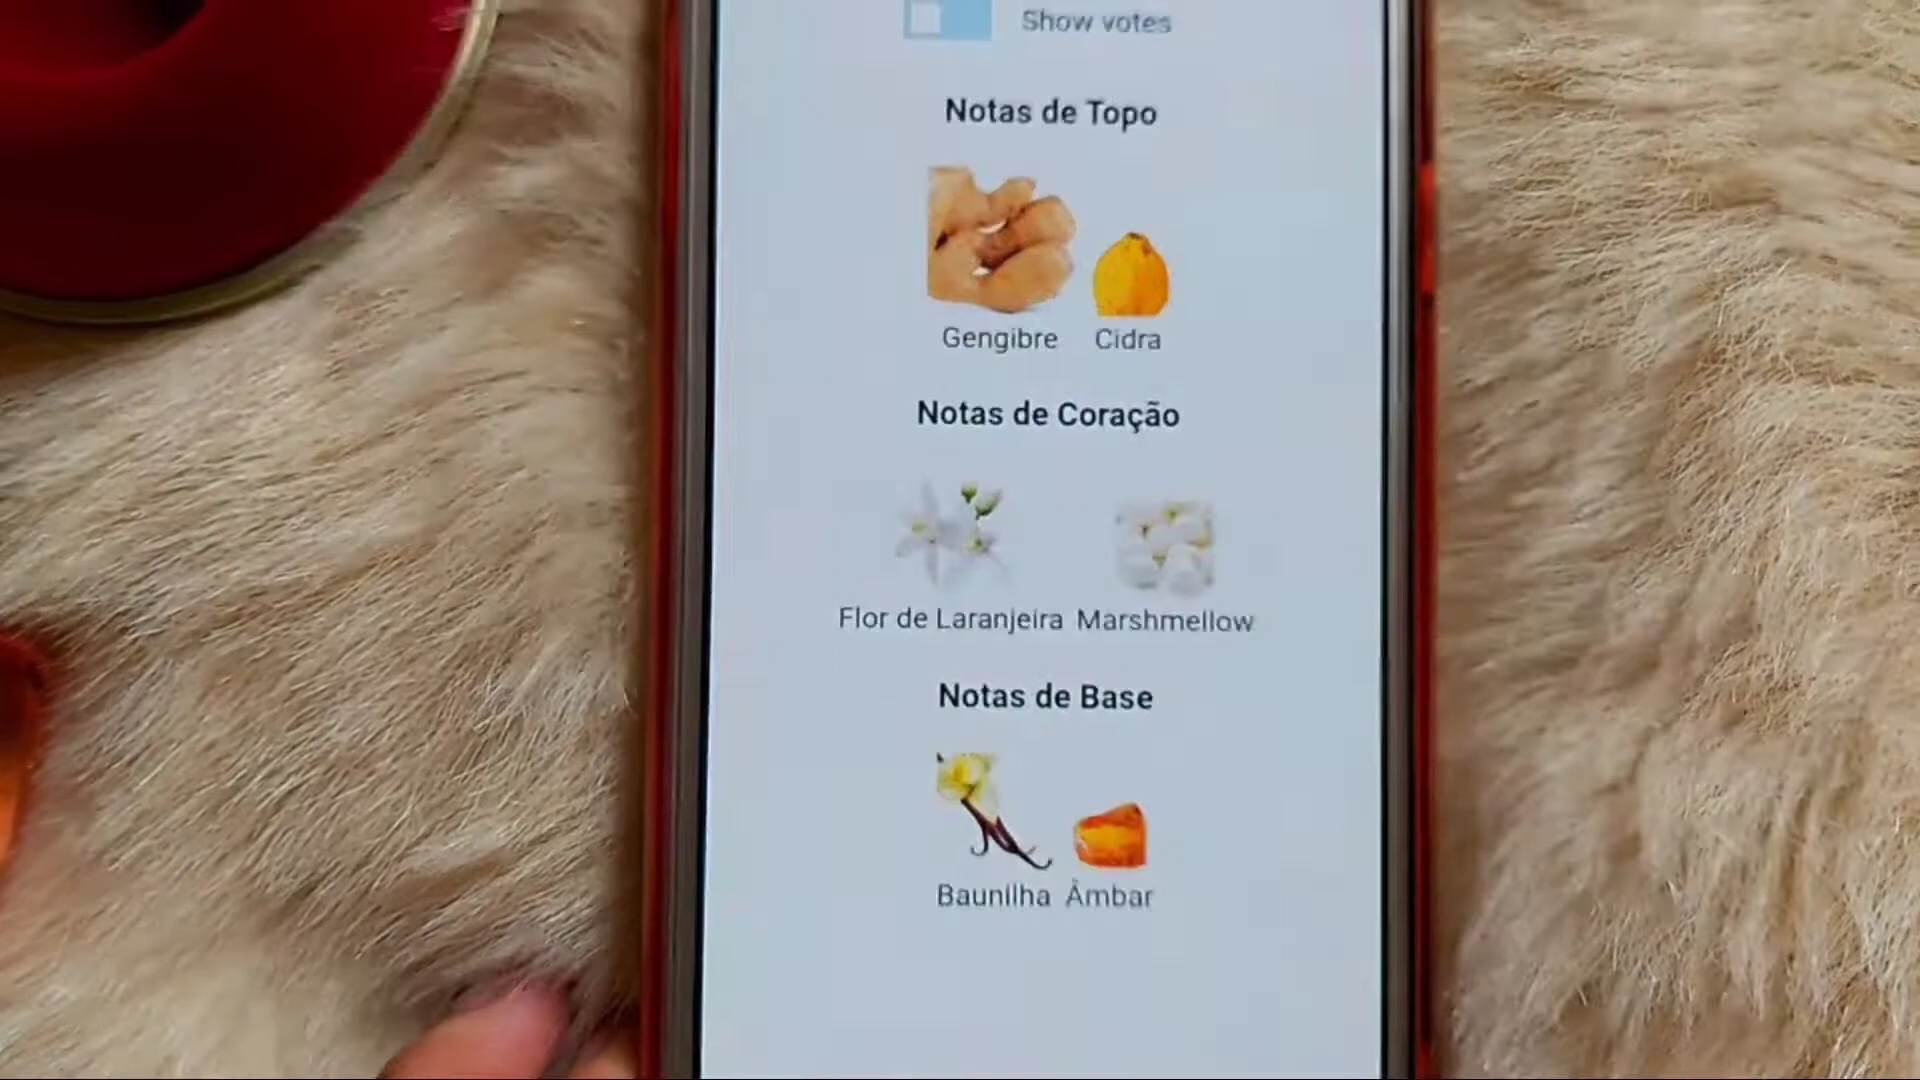 Show votes
Notas de Topo
Gengibre Cidra
Notas de Coração
Flor de Laranjeira Marshmellow
Notas de Base
Baunilha Âmbar